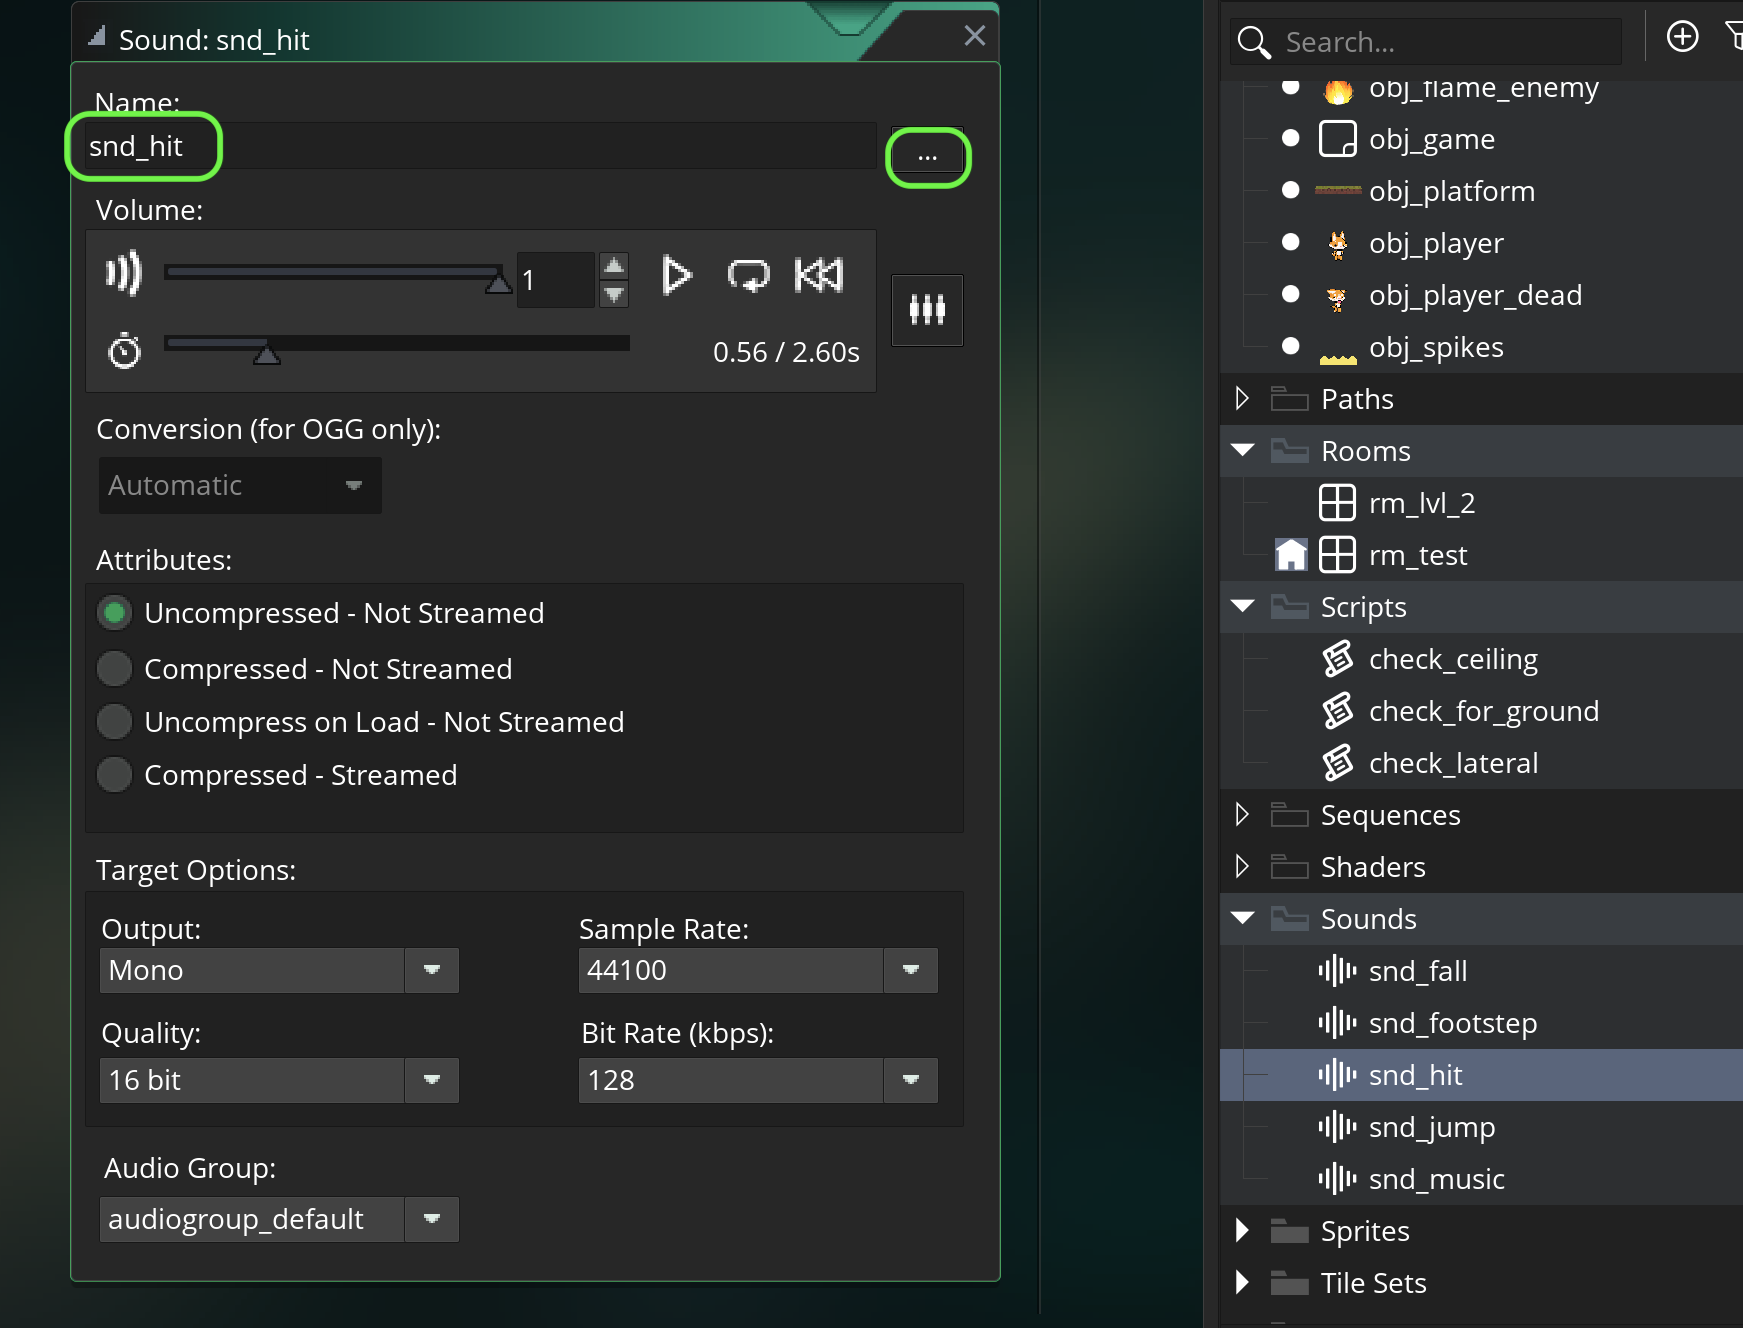 Sound: snd_hit
Name:
snd_hit
...
Volume:
1
0.56 / 2.60s
Conversion (for OGG only):
Automatic
Attributes:
Uncompressed - Not Streamed
Compressed - Not Streamed
Uncompress on Load - Not Streamed
Compressed - Streamed
Target Options:
Output:
Sample Rate:
Mono
44100
Quality:
Bit Rate (kbps):
16 bit
128
Audio Group:
audiogroup_default
Search...
obj_flame_enemy
obj_game
obj_platform
obj_player
obj_player_dead
obj_spikes
Paths
Rooms
rm_lvl_2
rm_test
Scripts
check_ceiling
check_for_ground
check_lateral
Sequences
Shaders
Sounds
snd_fall
snd_footstep
snd_hit
snd_jump
snd_music
Sprites
Tile Sets